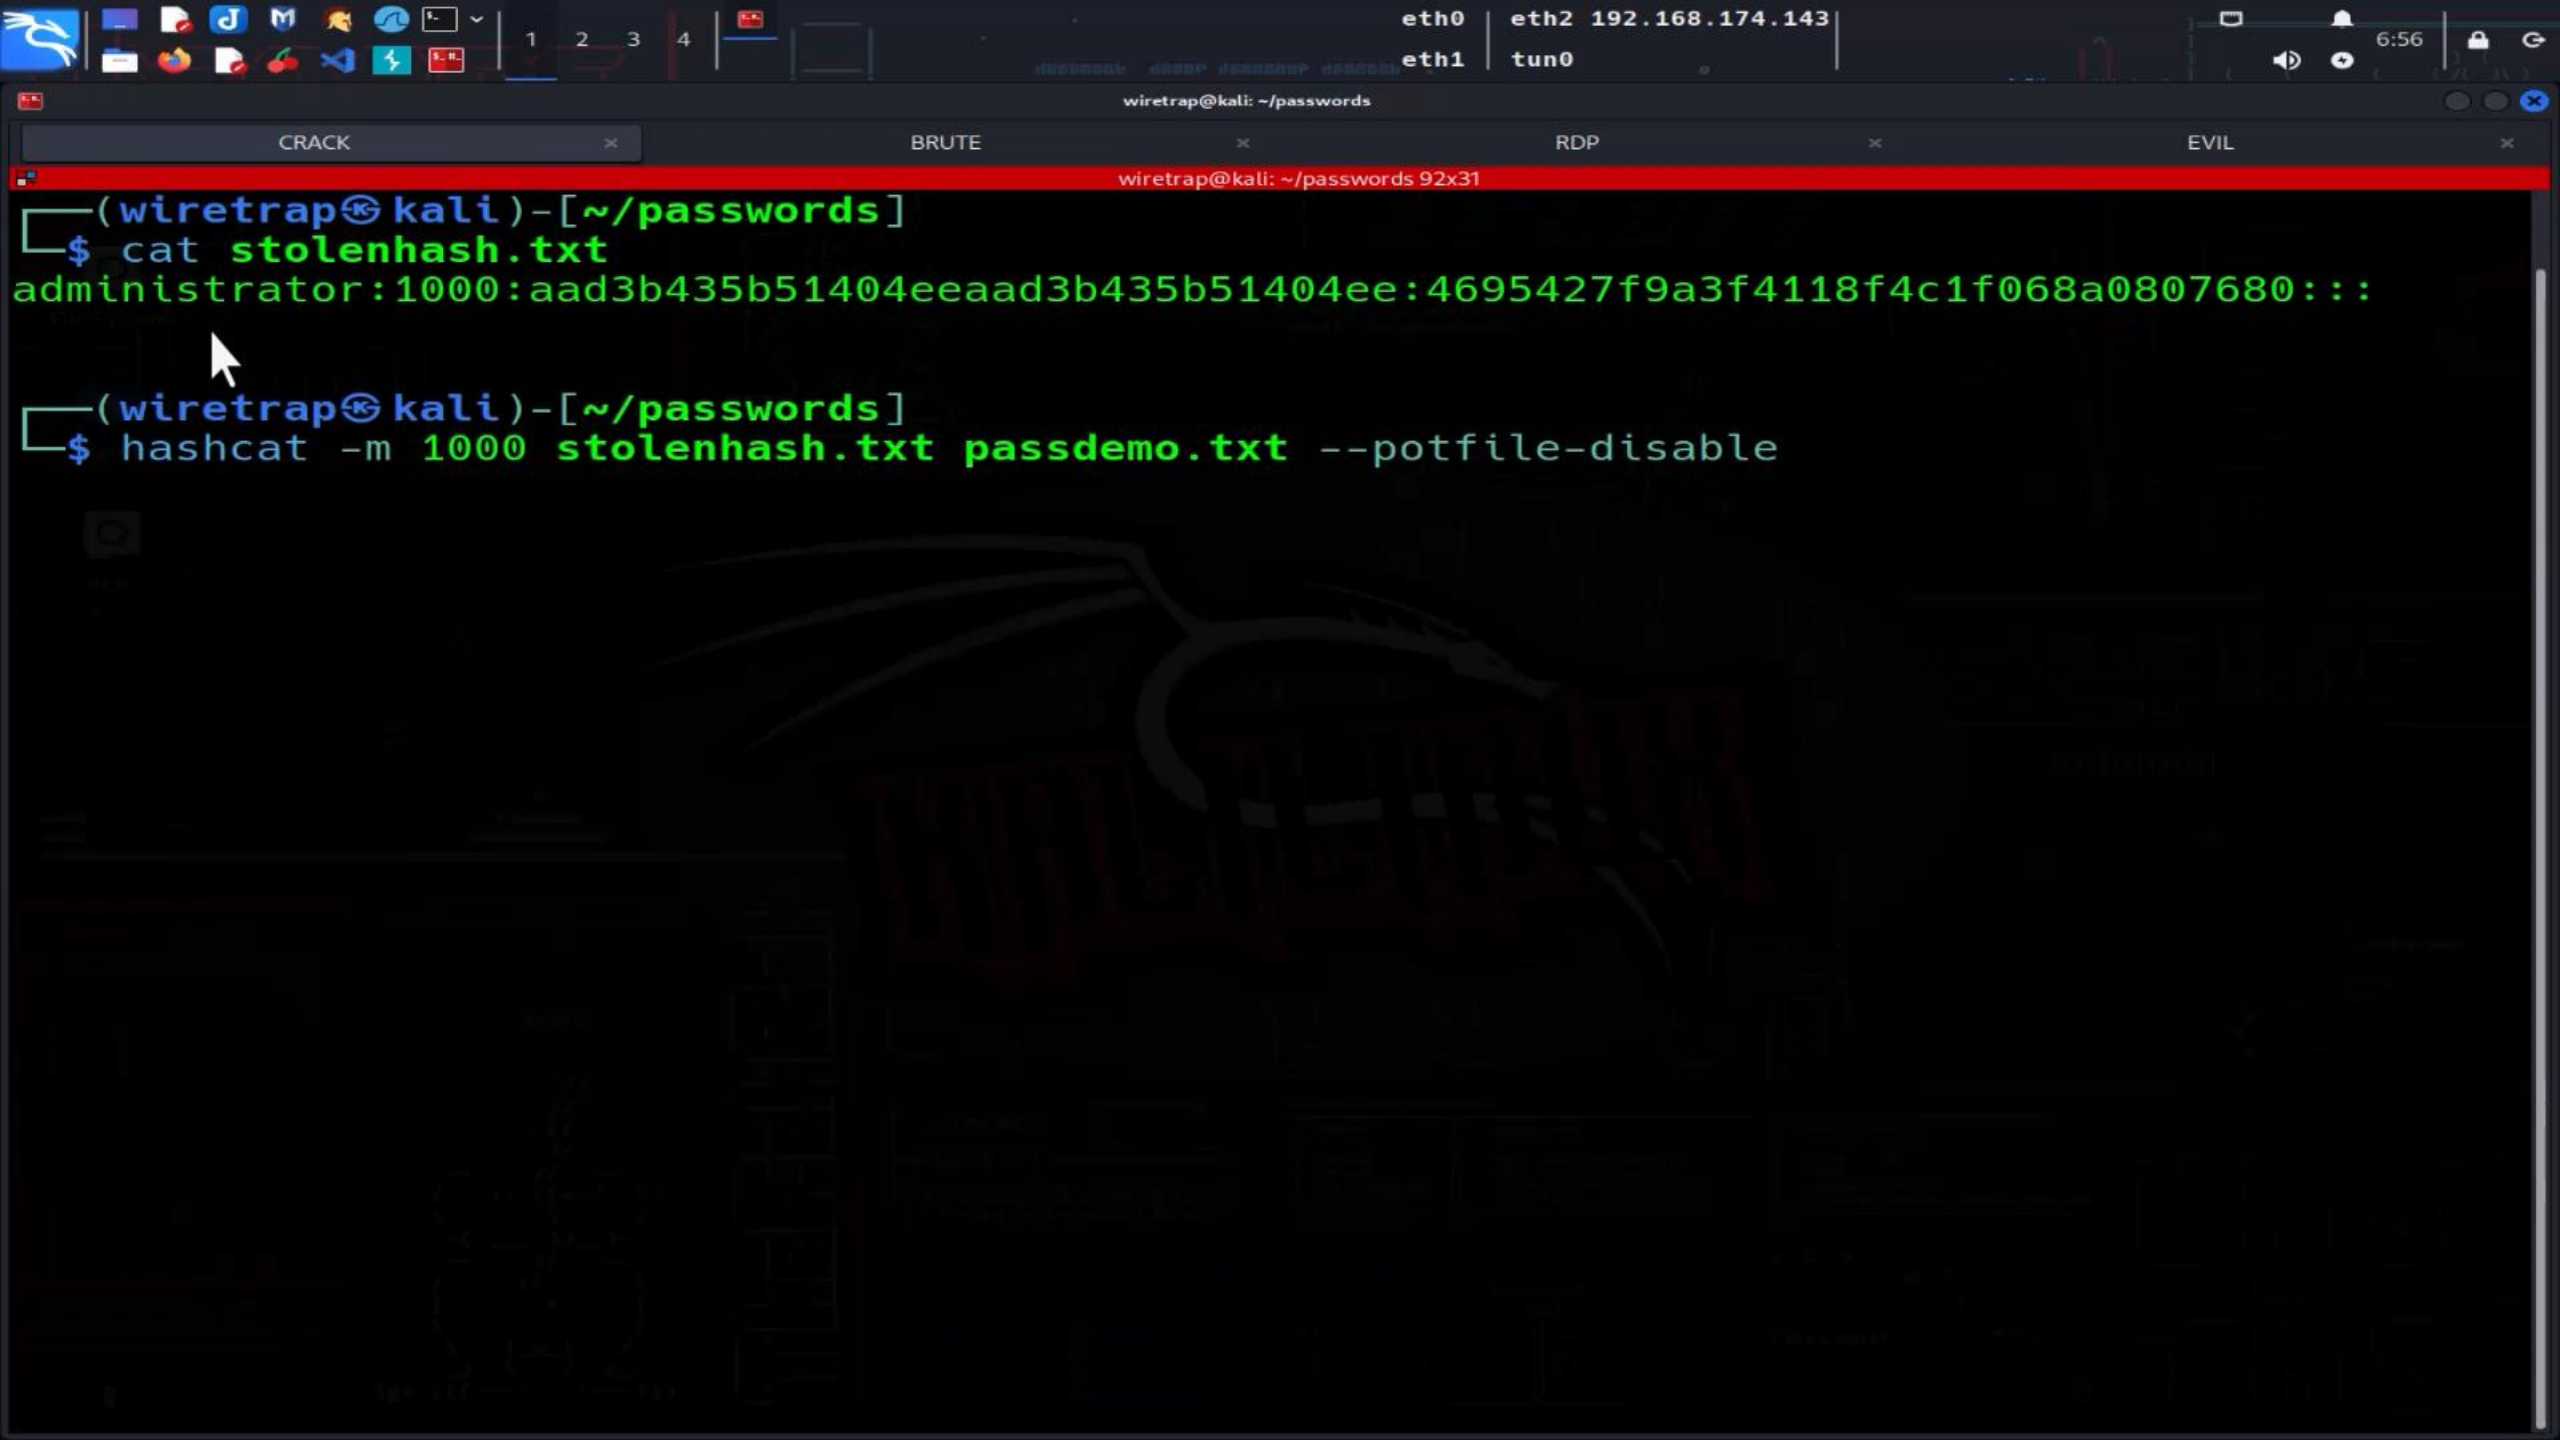 eth0 eth2 192.168.174.143
eth1 tun0
1 2 3 4
6:56
wiretrap@kali: ~/passwords
CRACK BRUTE RDP EVIL
wiretrap@kali: ~/passwords 92x31
(wiretrap㉿kali)-[~/passwords]
$ cat stolenhash.txt
administrator:1000:aad3b435b51404eeaad3b435b51404ee:4695427f9a3f4118f4c1f068a0807680:::
(wiretrap㉿kali)-[~/passwords]
$ hashcat -m 1000 stolenhash.txt passdemo.txt --potfile-disable